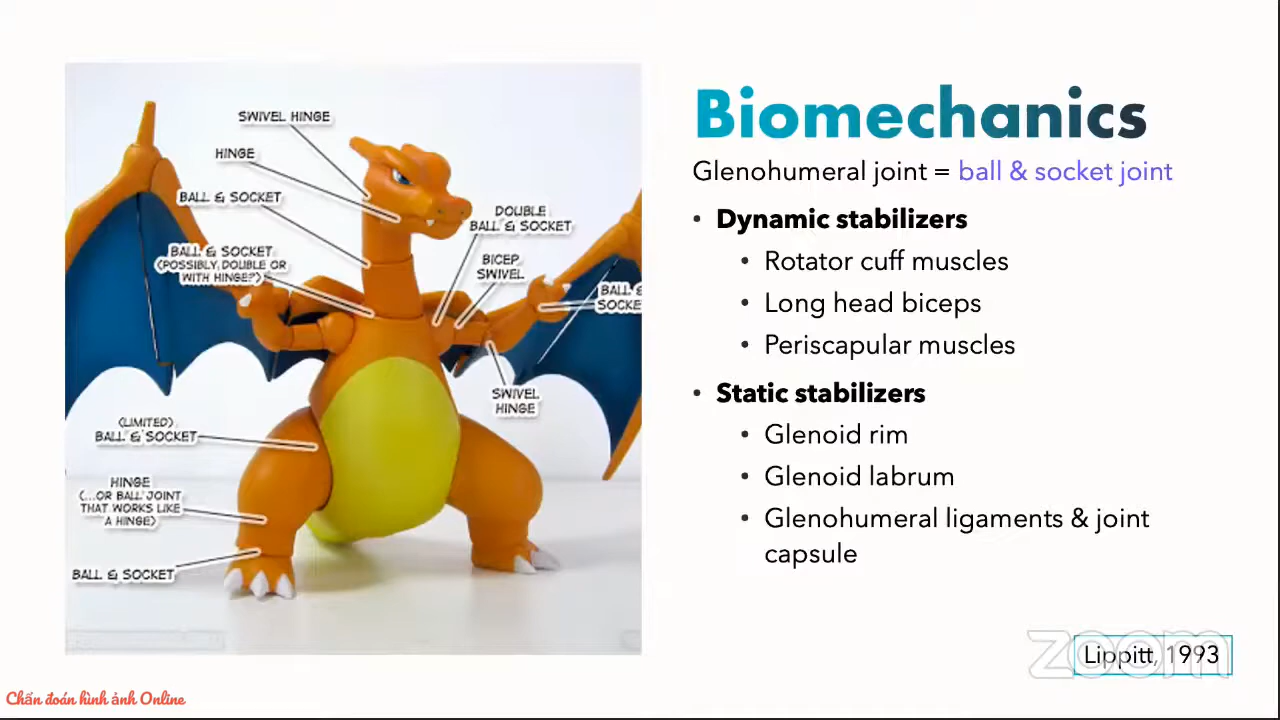 SWIVEL HINGE
HINGE
BALL & SOCKET
BALL & SOCKET
(POSSIBLY DOUBLE OR
WITH HINGE?)
DOUBLE
BALL & SOCKET
BICEP
SWIVEL
BALL &
SOCKE
SWIVEL
HINGE
(LIMITED)
BALL & SOCKET
HINGE
(...OR BALL JOINT
THAT WORKS LIKE
A HINGE)
BALL & SOCKET
Biomechanics
Glenohumeral joint = ball & socket joint
• Dynamic stabilizers
• Rotator cuff muscles
• Long head biceps
• Periscapular muscles
• Static stabilizers
• Glenoid rim
• Glenoid labrum
• Glenohumeral ligaments & joint
capsule
zoom
Lippitt, 1993
Chẩn đoán hình ảnh Online